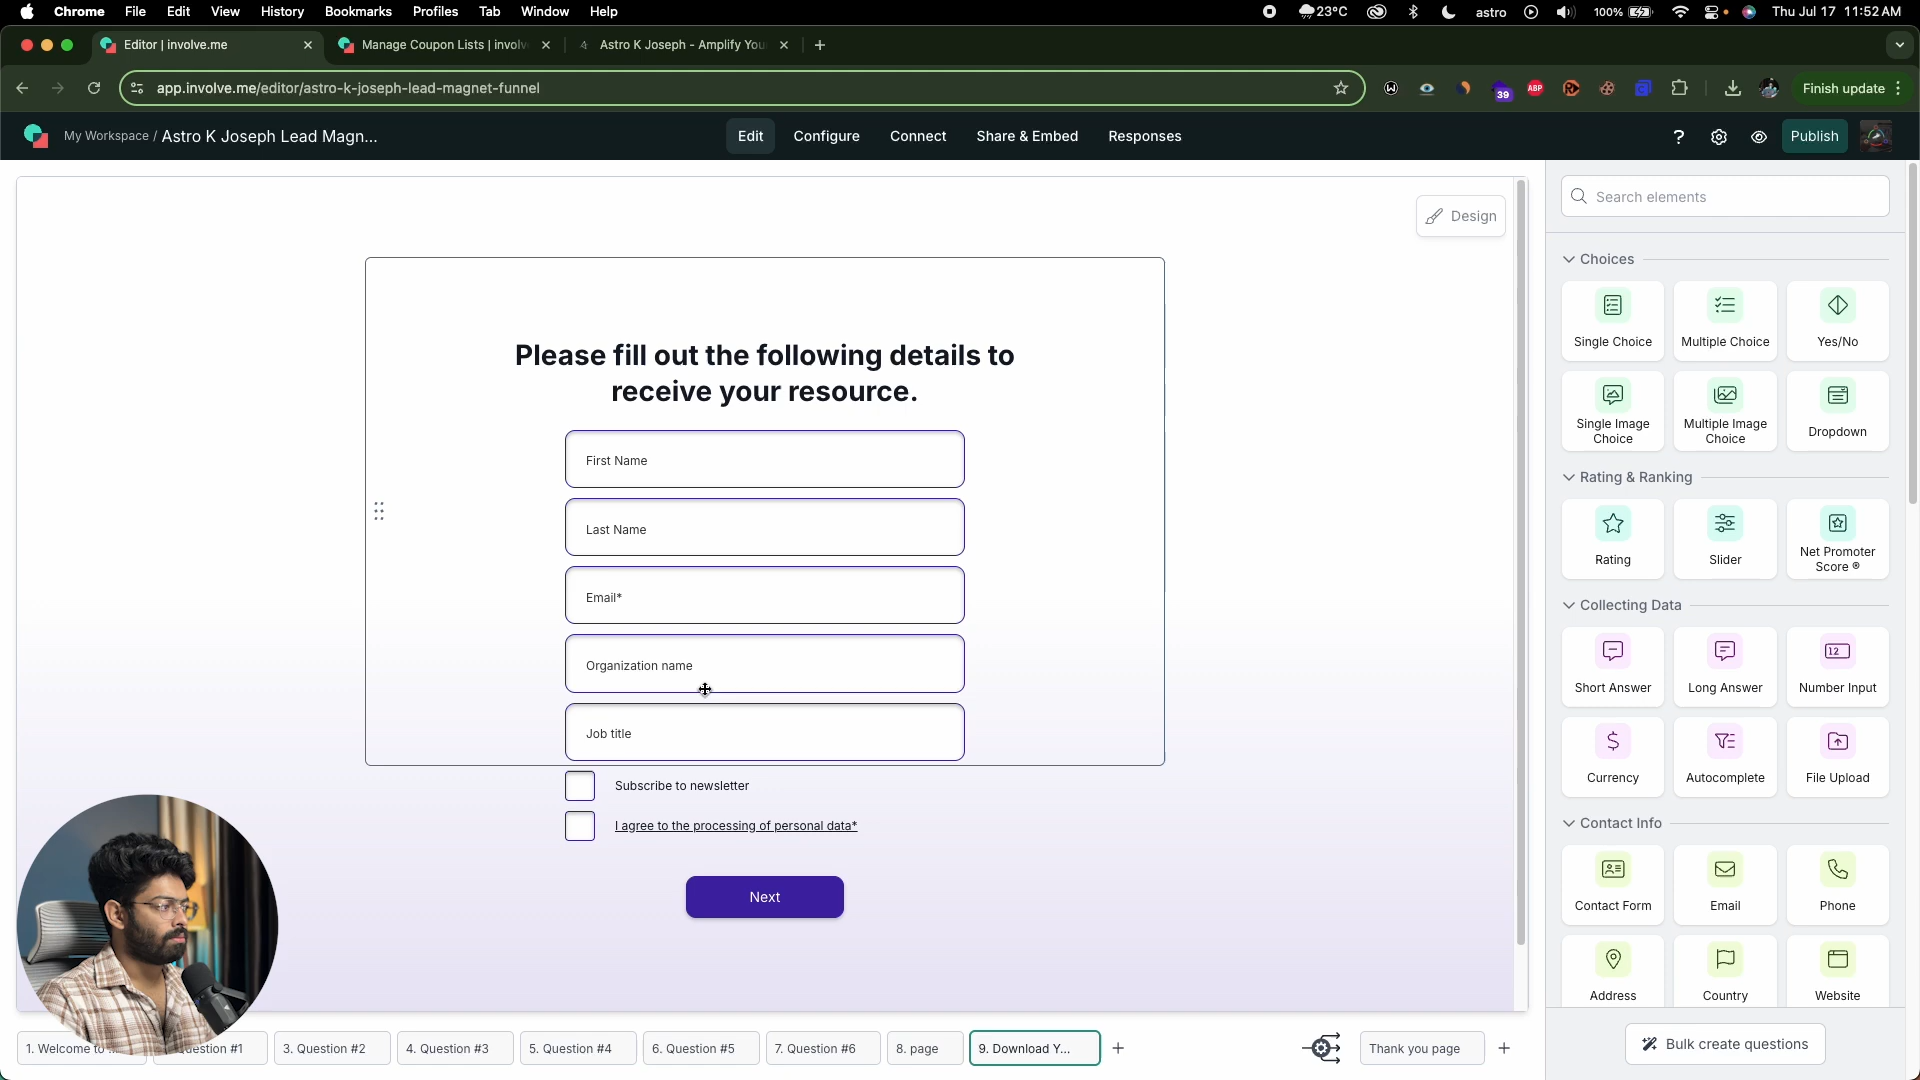 Chrome File Edit View History Bookmarks Profiles Tab Window Help
23°C astro 100% Thu Jul 17 11:52 AM
Editor | involve.me
Manage Coupon Lists | involv
Astro K Joseph - Amplify You
app.involve.me/editor/astro-k-joseph-lead-magnet-funnel
39 ABP Finish update
My Workspace / Astro K Joseph Lead Magn...
Edit Configure Connect Share & Embed Responses
? Publish
Design
Please fill out the following details to
receive your resource.
First Name
Last Name
Email*
Organization name
Job title
Subscribe to newsletter
I agree to the processing of personal data*
Next
Search elements
Choices
Single Choice
Multiple Choice
Yes/No
Single Image
Choice
Multiple Image
Choice
Dropdown
Rating & Ranking
Rating
Slider
Net Promoter
Score ®
Collecting Data
12
Short Answer
Long Answer
Number Input
$
Currency
Autocomplete
File Upload
Contact Info
Contact Form
Email
Phone
Address
Country
Website
Bulk create questions
1. Welcome to
estion #1
3. Question #2
4. Question #3
5. Question #4
6. Question #5
7. Question #6
8. page
9. Download Y...
Thank you page